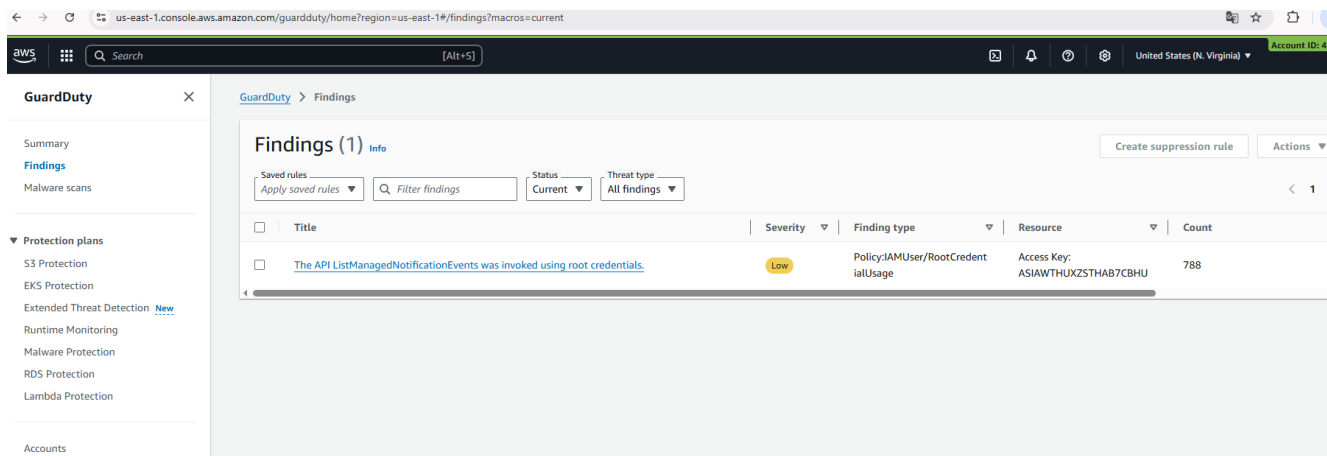 us-east-1.console.aws.amazon.com/guardduty/home?region=us-east-1#/findings?macros=current
aws
Search
[Alt+S]
United States (N. Virginia)
Account ID: 4
GuardDuty
GuardDuty > Findings
Summary
Findings
Malware scans
Protection plans
S3 Protection
EKS Protection
Extended Threat Detection New
Runtime Monitoring
Malware Protection
RDS Protection
Lambda Protection
Accounts
Findings (1) Info
Create suppression rule
Actions
Saved rules
Apply saved rules
Filter findings
Status
Current
Threat type
All findings
< 1
Title
Severity
Finding type
Resource
Count
The API ListManagedNotificationEvents was invoked using root credentials.
Low
Policy:IAMUser/RootCredent
ialUsage
Access Key:
ASIAWTHUXZSTHAB7CBHU
788